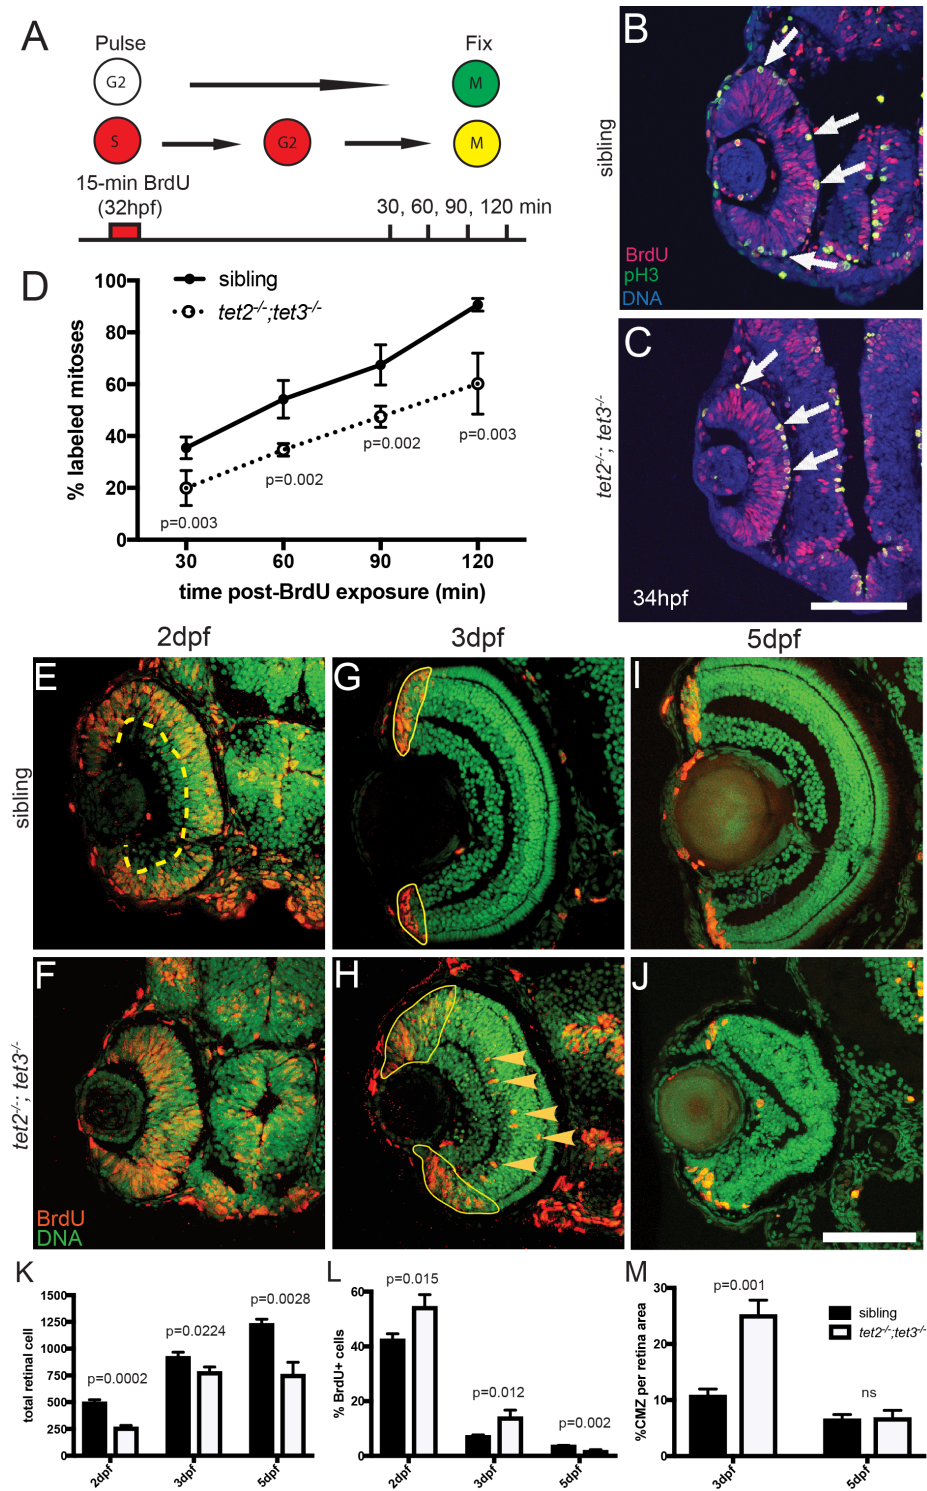 A
Pulse
Fix
G2
M
S
G2
M
15-min BrdU
(32hpf)
30, 60, 90, 120 min
B
sibling
BrdU
pH3
DNA
C
tet2-/-; tet3-/-
34hpf
D
sibling
tet2-/-;tet3-/-
100
80
60
40
20
0
% labeled mitoses
p=0.003
p=0.002
p=0.002
p=0.003
30
60
90
120
time post-BrdU exposure (min)
2dpf
3dpf
5dpf
sibling
E
G
I
tet2-/-; tet3-/-
F
H
J
BrdU
DNA
K
1500
1250
1000
750
500
250
0
total retinal cell
p=0.0002
p=0.0224
p=0.0028
2dpf
3dpf
5dpf
L
60
40
20
0
% BrdU+ cells
p=0.015
p=0.012
p=0.002
2dpf
3dpf
5dpf
M
30
20
10
0
%CMZ per retina area
p=0.001
ns
sibling
tet2-/-;tet3-/-
3dpf
5dpf